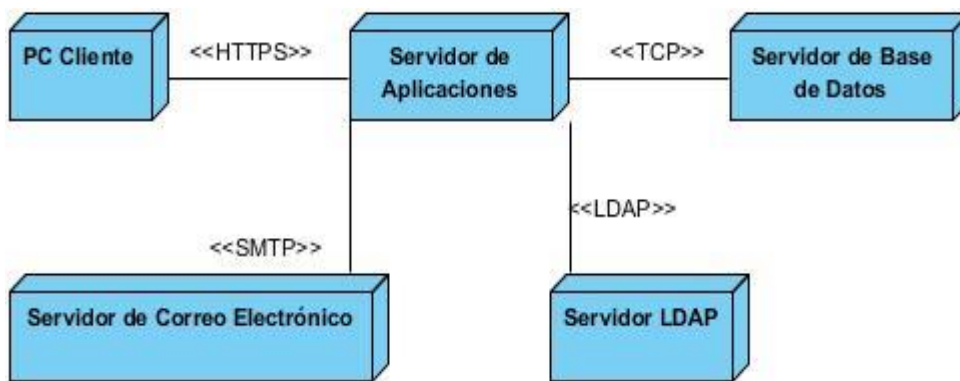 PC Cliente
<<HTTPS>>
Servidor de
Aplicaciones
<<TCP>>
Servidor de Base
de Datos
<<LDAP>>
<<SMTP>>
Servidor de Correo Electrónico
Servidor LDAP